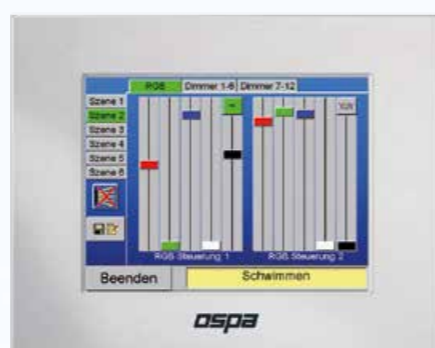 RGB Dimmer 1-6 Dimmer 7-12
Szene 1
Szene 2
Szene 3
Szene 4
Szene 5
Szene 6
RGB-Steuerung 1 RGB-Steuerung 2
Beenden Schwimmen
ospa